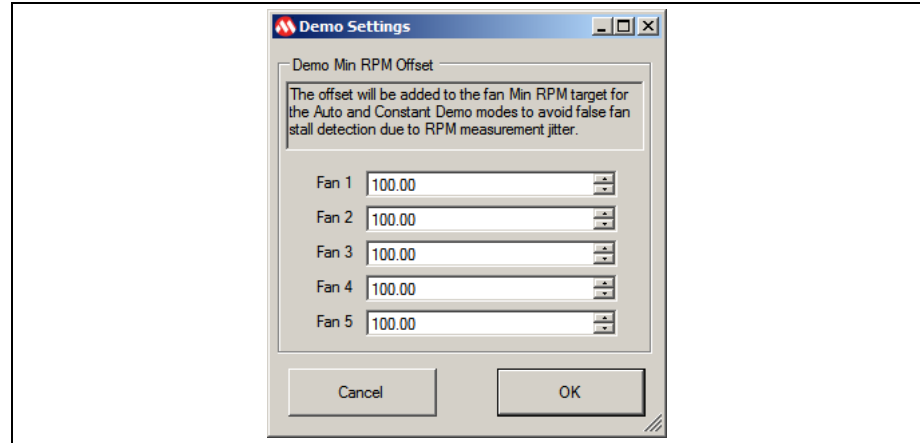 Demo Settings
Demo Min RPM Offset
The offset will be added to the fan Min RPM target for
the Auto and Constant Demo modes to avoid false fan
stall detection due to RPM measurement jitter.
Fan 1 100.00
Fan 2 100.00
Fan 3 100.00
Fan 4 100.00
Fan 5 100.00
Cancel OK